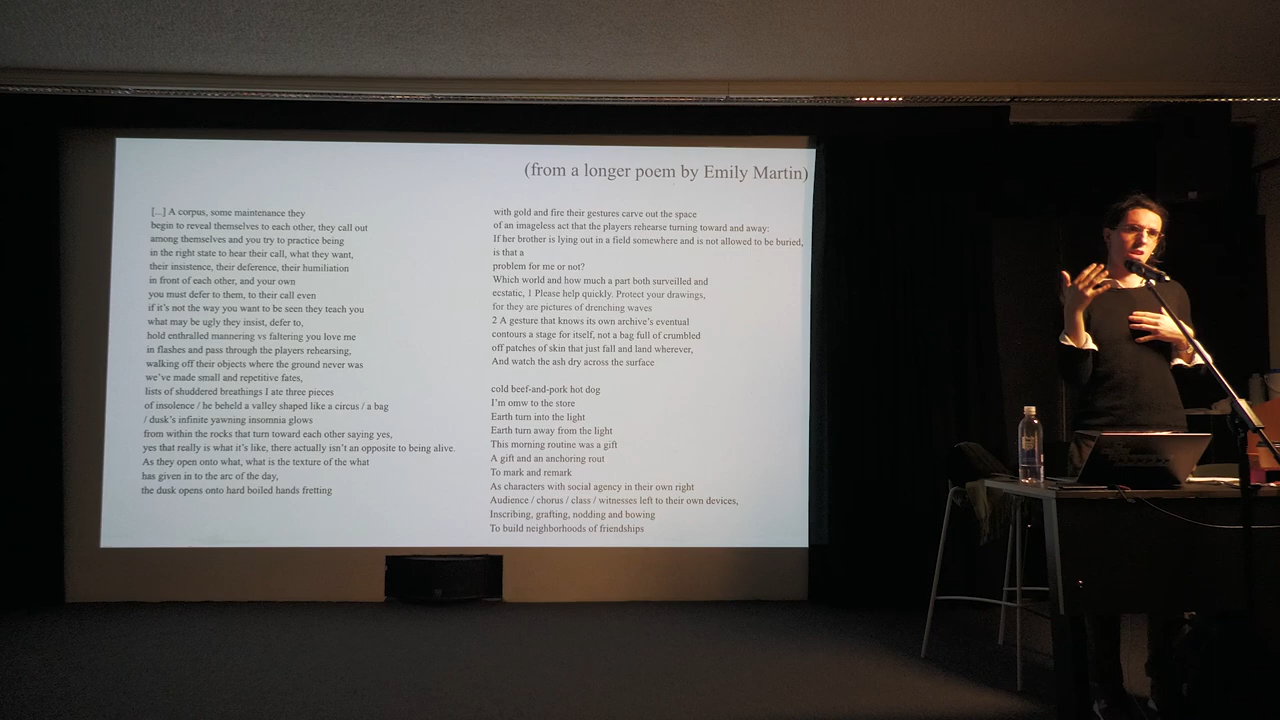 (from a longer poem by Emily Martin)
[...] A corpus, some maintenance they
begin to reveal themselves to each other, they call out
among themselves and you try to practice being
in the right state to hear their call, what they want,
their insistence, their deference, their humiliation
in front of each other, and your own
you must defer to them, to their call even
if it's not the way you want to be seen they teach you
what may be ugly they insist, defer to,
hold enthralled mannering vs faltering you love me
in flashes and pass through the players rehearsing,
walking off their objects where the ground never was
we've made small and repetitive fates,
lists of shuddered breathings I ate three pieces
of insolence / he beheld a valley shaped like a circus / a bag
/ dusk's infinite yawning insomnia glows
from within the rocks that turn toward each other saying yes,
yes that really is what it's like, there actually isn't an opposite to being alive.
As they open onto what, what is the texture of the what
has given in to the arc of the day,
the dusk opens onto hard boiled hands fretting
with gold and fire their gestures carve out the space
of an imageless act that the players rehearse turning toward and away:
If her brother is lying out in a field somewhere and is not allowed to be buried,
is that a
problem for me or not?
Which world and how much a part both surveilled and
ecstatic, 1 Please help quickly. Protect your drawings,
for they are pictures of drenching waves
2 A gesture that knows its own archive's eventual
contours a stage for itself, not a bag full of crumbled
off patches of skin that just fall and land wherever,
And watch the ash dry across the surface
cold beef-and-pork hot dog
I'm omw to the store
Earth turn into the light
Earth turn away from the light
This morning routine was a gift
A gift and an anchoring rout
To mark and remark
As characters with social agency in their own right
Audience / chorus / class / witnesses left to their own devices,
Inscribing, grafting, nodding and bowing
To build neighborhoods of friendships